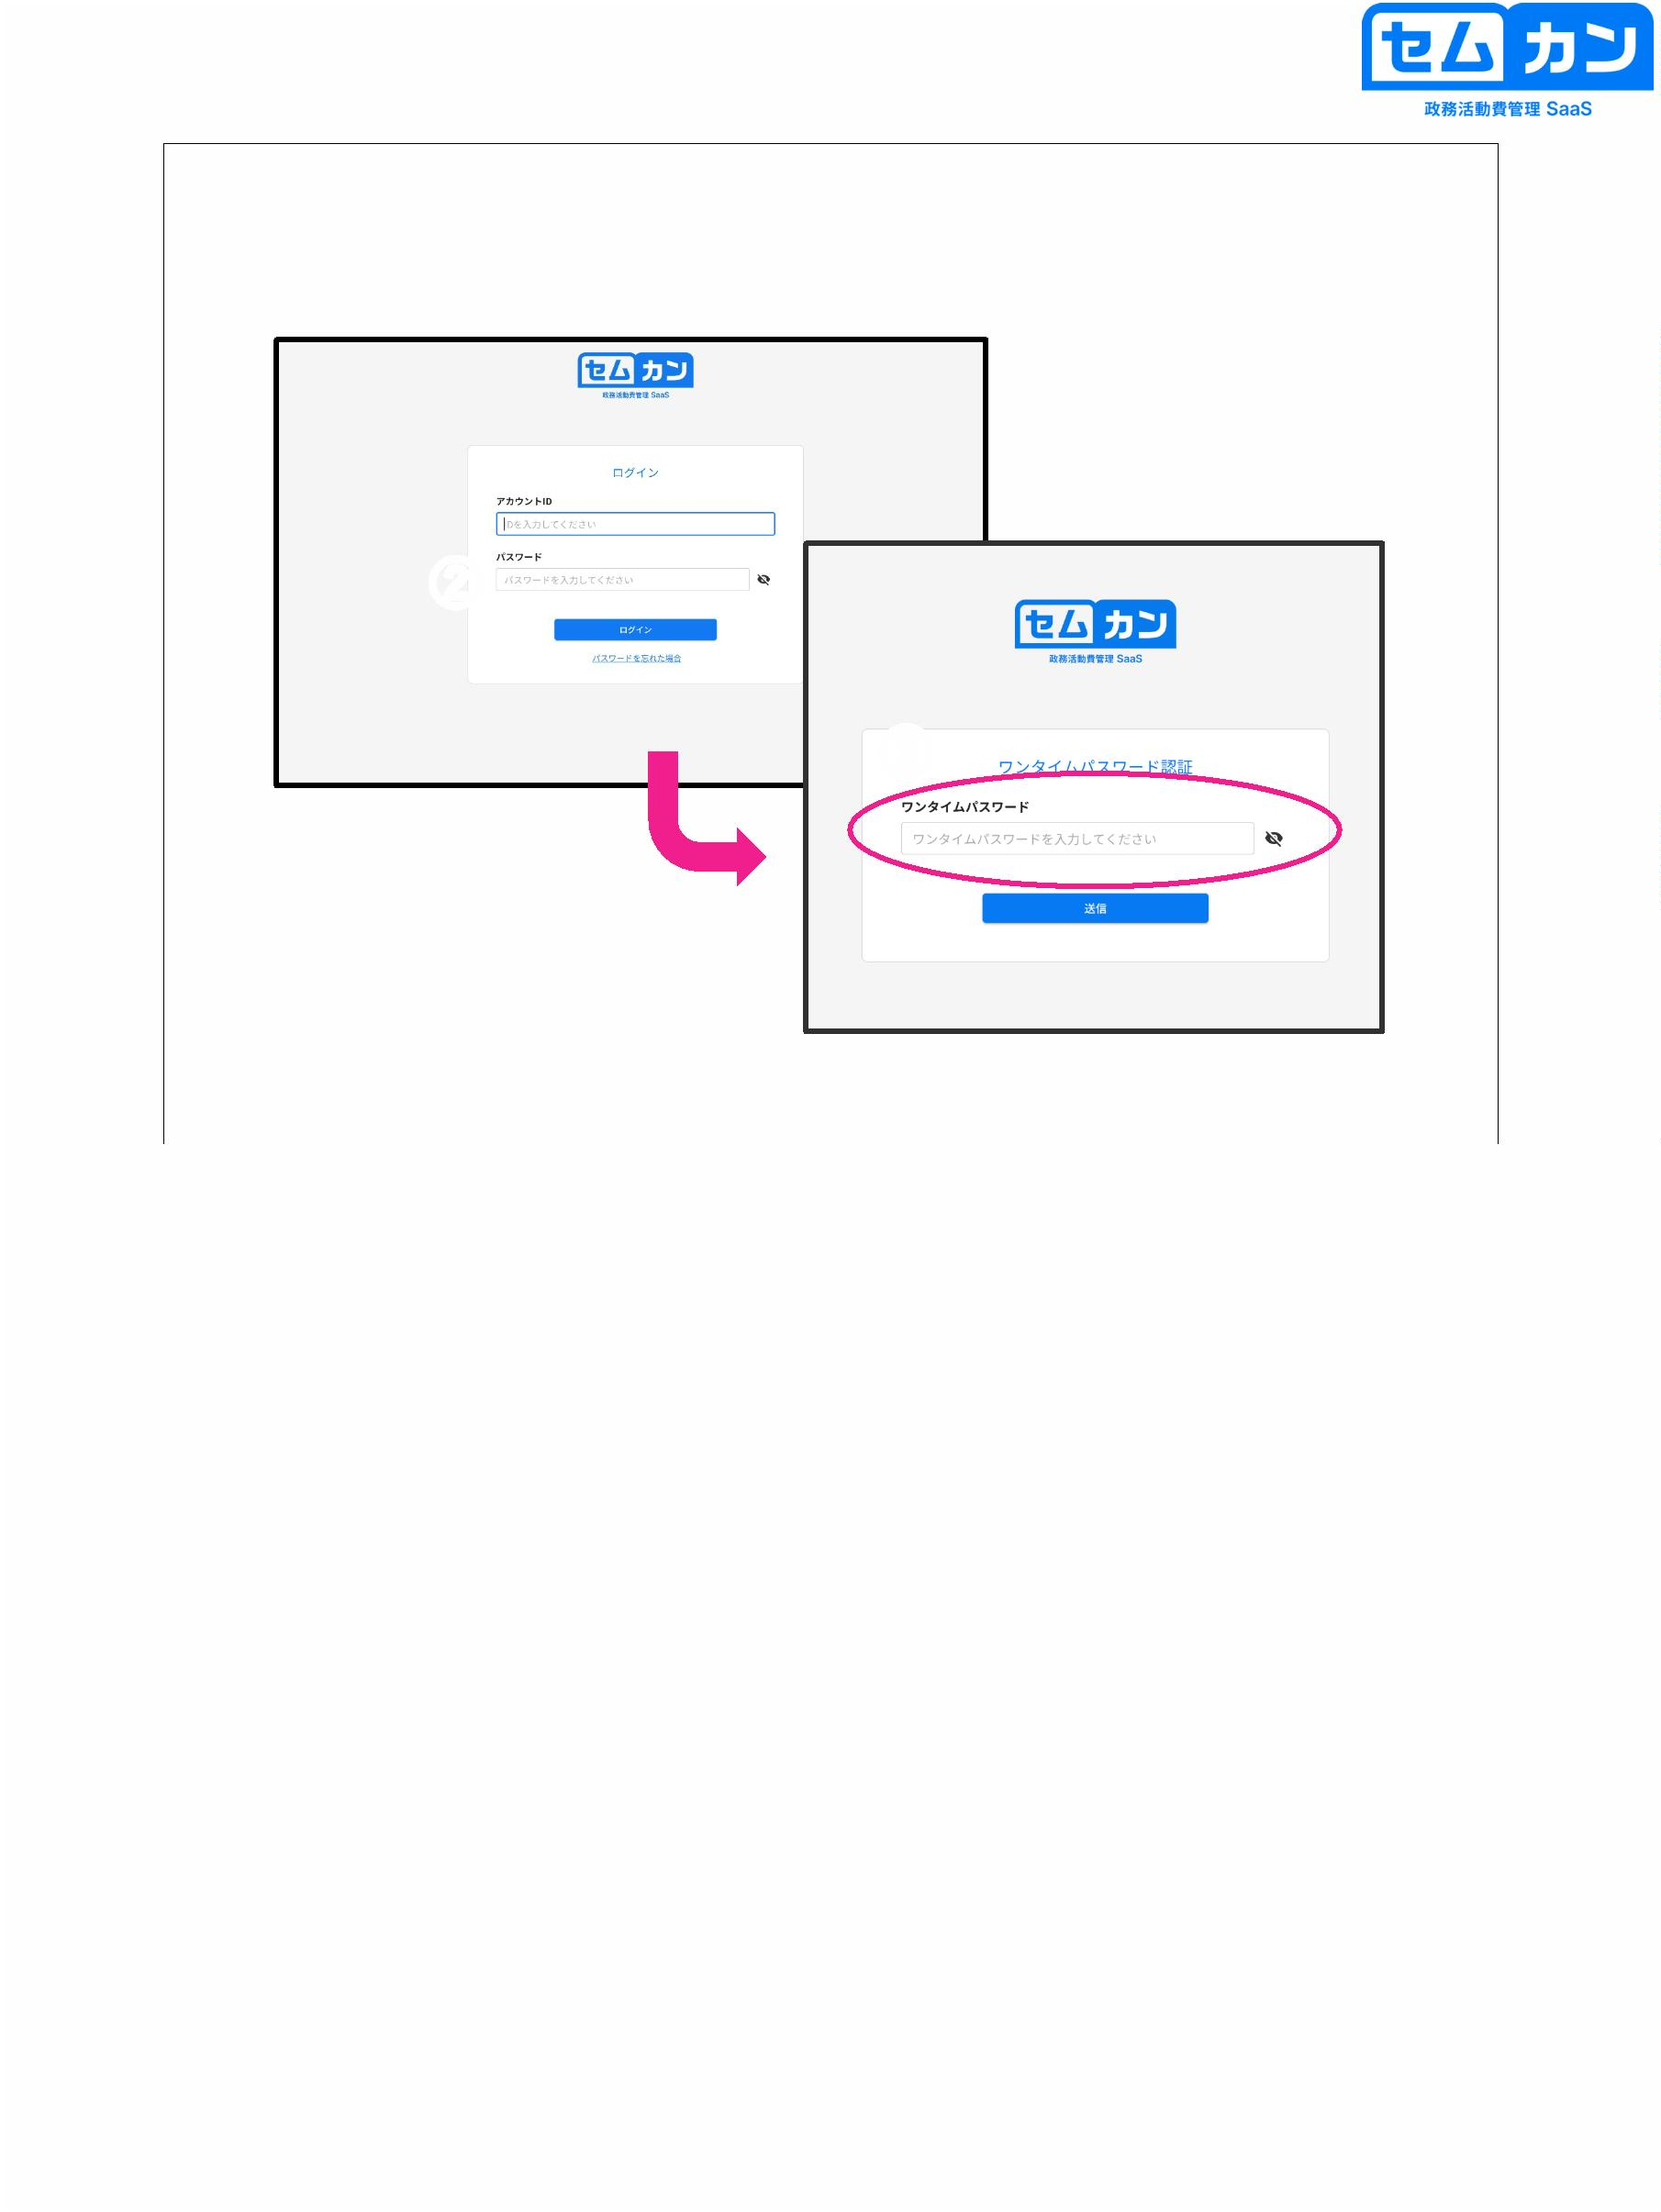 セムカン
政務活動費管理 SaaS
セムカン
政務活動費管理 SaaS
ログイン
アカウントID
IDを入力してください
パスワード
②
パスワードを入力してください
ログイン
パスワードを忘れた場合
セムカン
政務活動費管理 SaaS
ワンタイムパスワード認証
ワンタイムパスワード
ワンタイムパスワードを入力してください
送信